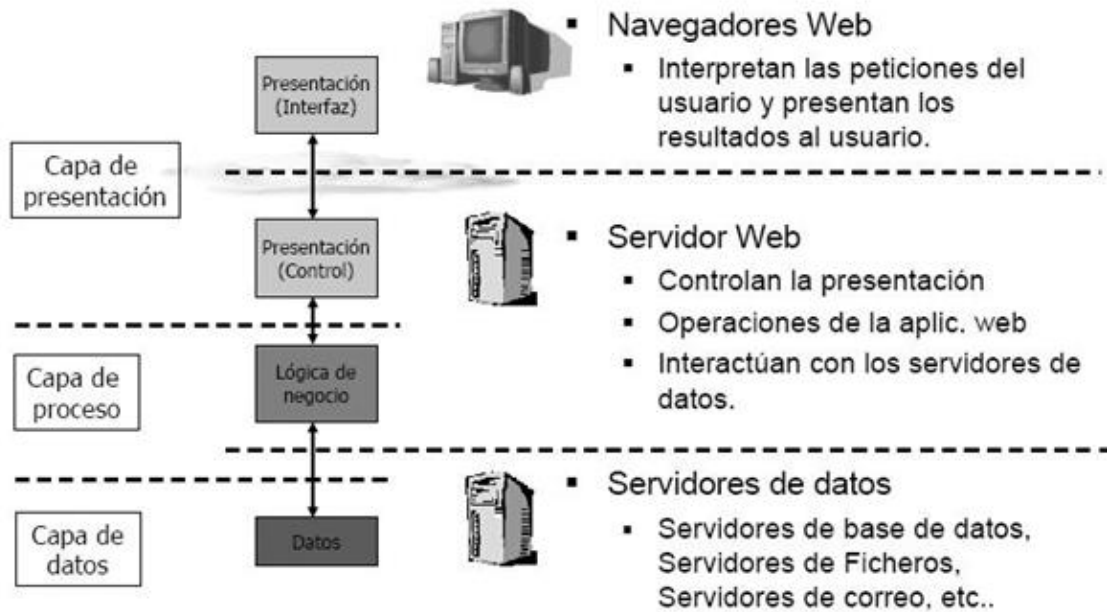 Navegadores Web
Interpretan las peticiones del
usuario y presentan los
resultados al usuario.
Presentación
(Interfaz)
Capa de
presentación
Presentación
(Control)
Servidor Web
Controlan la presentación
Operaciones de la aplic. web
Interactúan con los servidores de
datos.
Capa de
proceso
Lógica de
negocio
Servidores de datos
Servidores de base de datos,
Servidores de Ficheros,
Servidores de correo, etc..
Capa de
datos
Datos